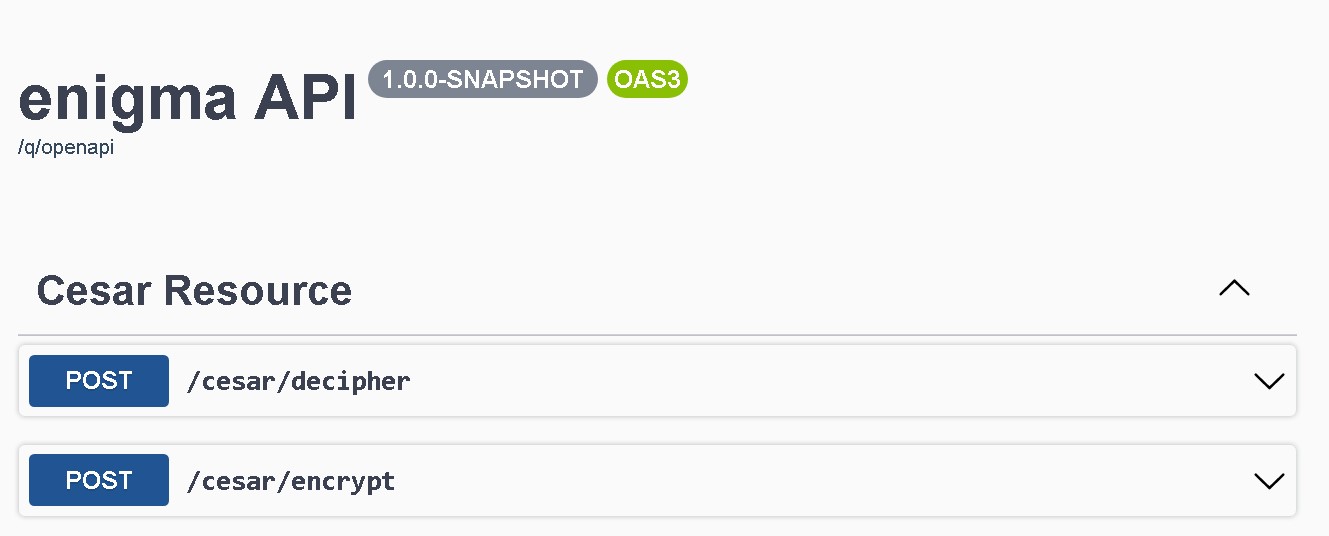 enigma API 1.0.0-SNAPSHOT OAS3
/q/openapi
Cesar Resource
POST /cesar/decipher
POST /cesar/encrypt